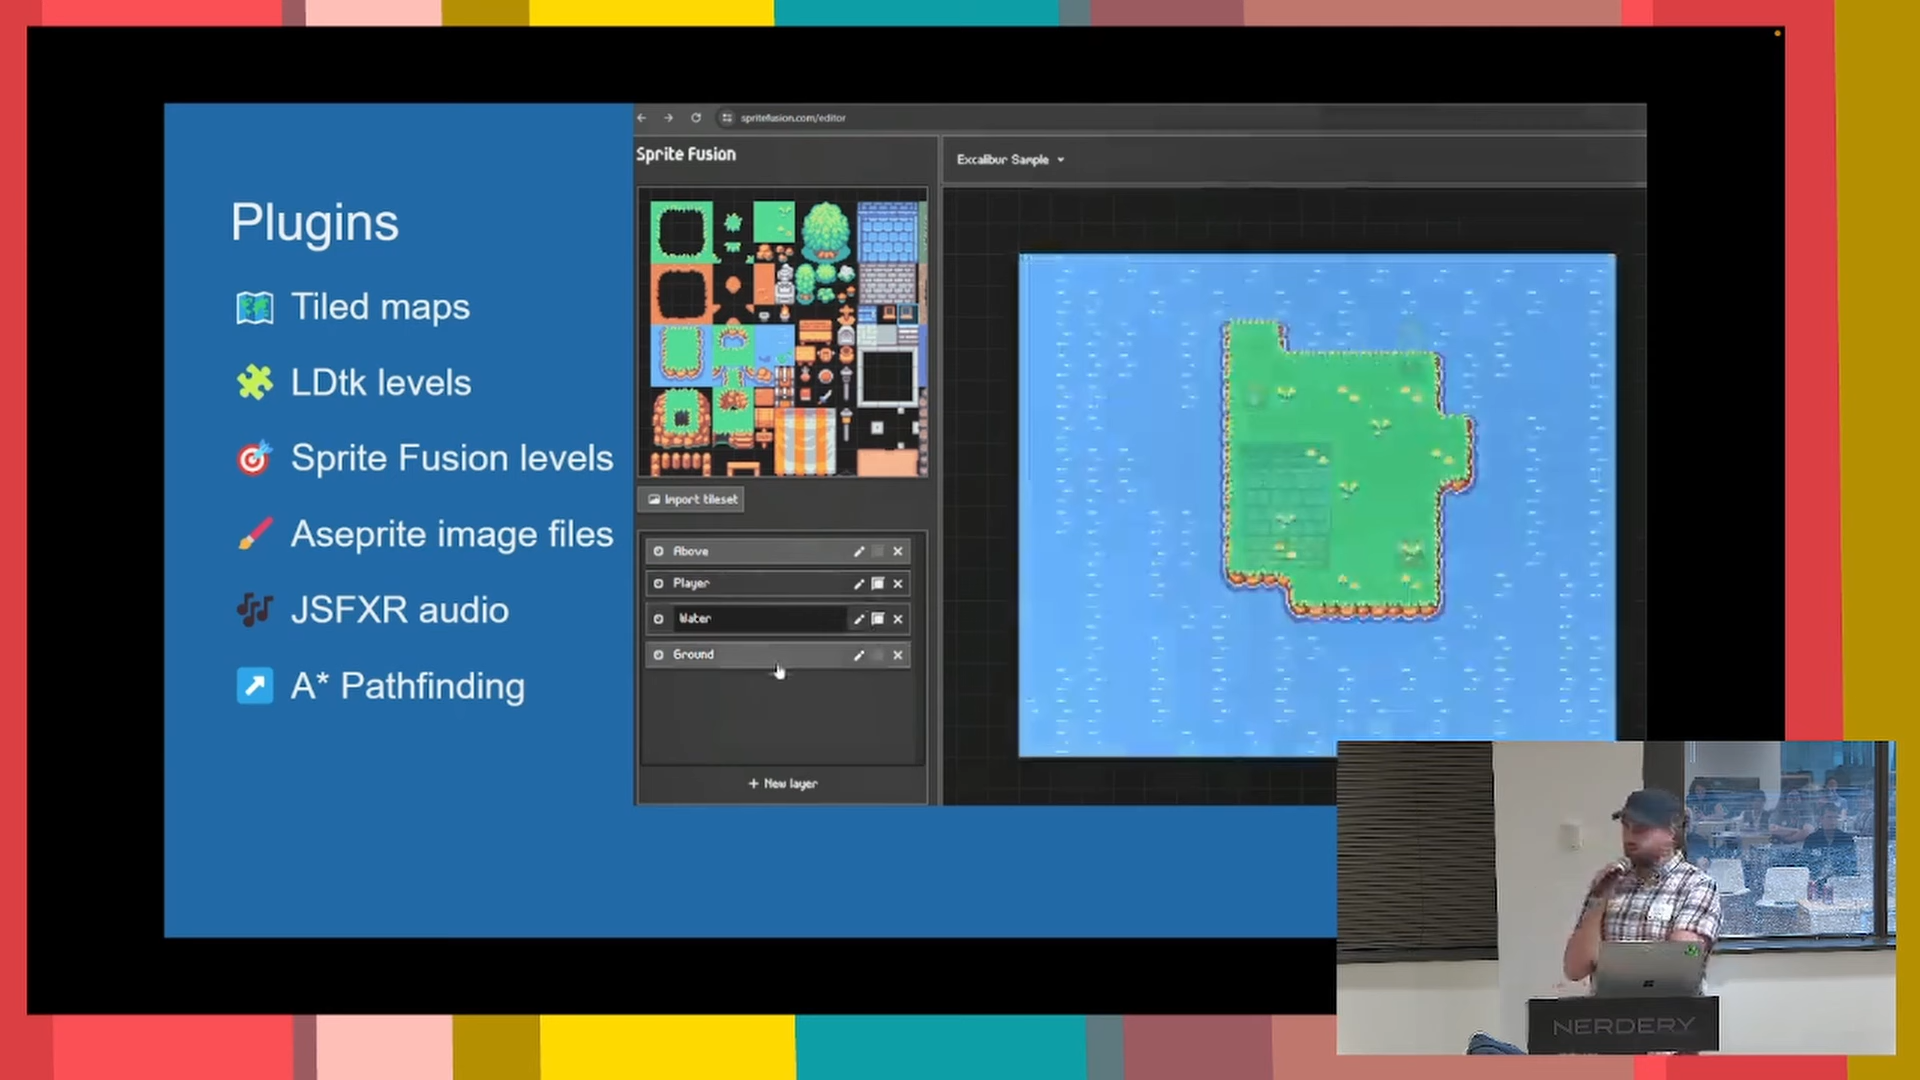 Plugins
Tiled maps
LDtk levels
Sprite Fusion levels
Aseprite image files
JSFXR audio
A* Pathfinding
spritefusion.com/editor
Sprite Fusion
Excalibur Sample
Import tileset
Above
Player
Water
Ground
+ New layer
NERDERY